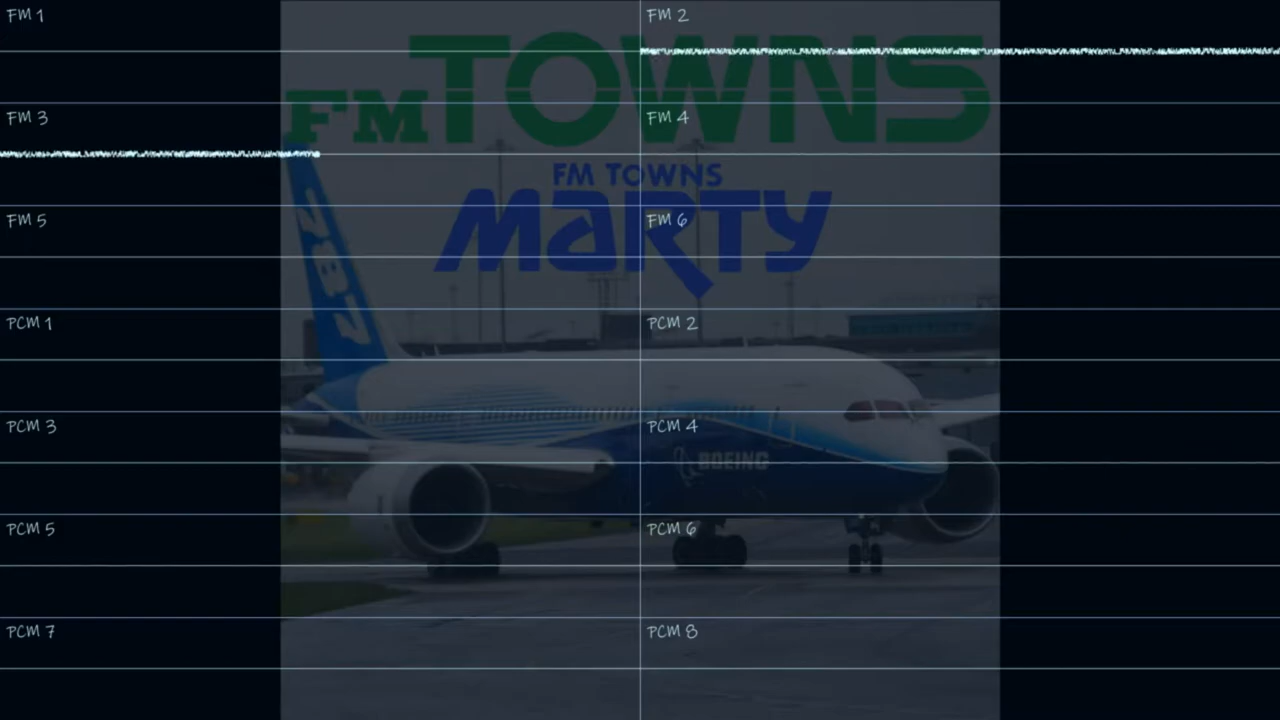 FM 1
FM 2
FM TOWNS
FM 3
FM 4
FM TOWNS
MARTY
FM 5
FM 6
787
PCM 1
PCM 2
PCM 3
PCM 4
BOEING
PCM 5
PCM 6
PCM 7
PCM 8